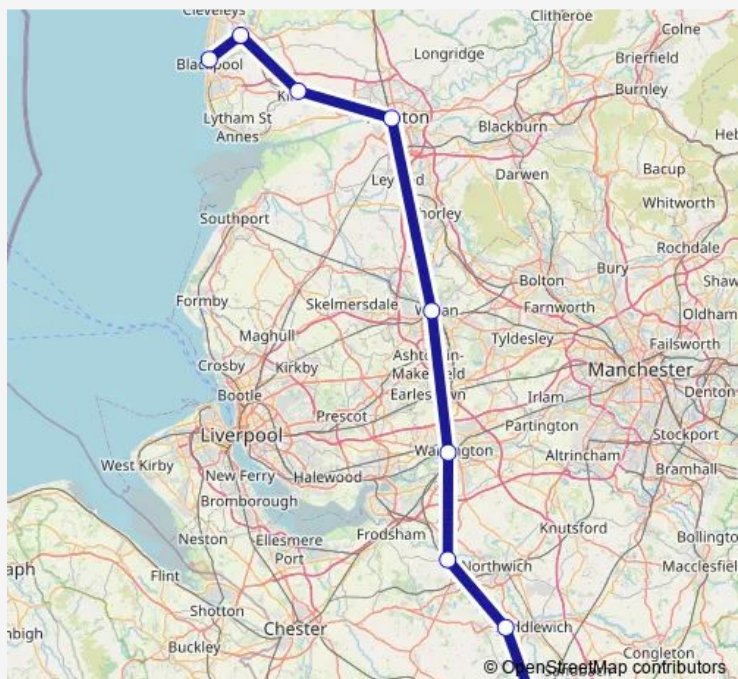 Cleveleys
Clitheroe
Colne
Longridge
Brierfield
Blackpool
Burnley
Lytham St
Annes
Blackburn
Heb
Darwen
Bacup
Whitworth
Southport
Rochdale
Bury
Shaw
Bolton
Formby
Skelmersdale
Farnworth
Oldham
Maghull
Tyldesley
Failsworth
Crosby
Kirkby
Manchester
Bootle
Denton
Prescot
Irlam
Partington
Liverpool
Stockport
West Kirby
Altrincham
Bramhall
New Ferry
Halewood
Bromborough
Knutsford
Neston
Ellesmere
Port
Frodsham
Bollington
Northwich
Macclesfield
aph
Flint
Shotton
Chester
nbigh
Buckley
Congleton
Sandbach
© OpenStreetMap contributors